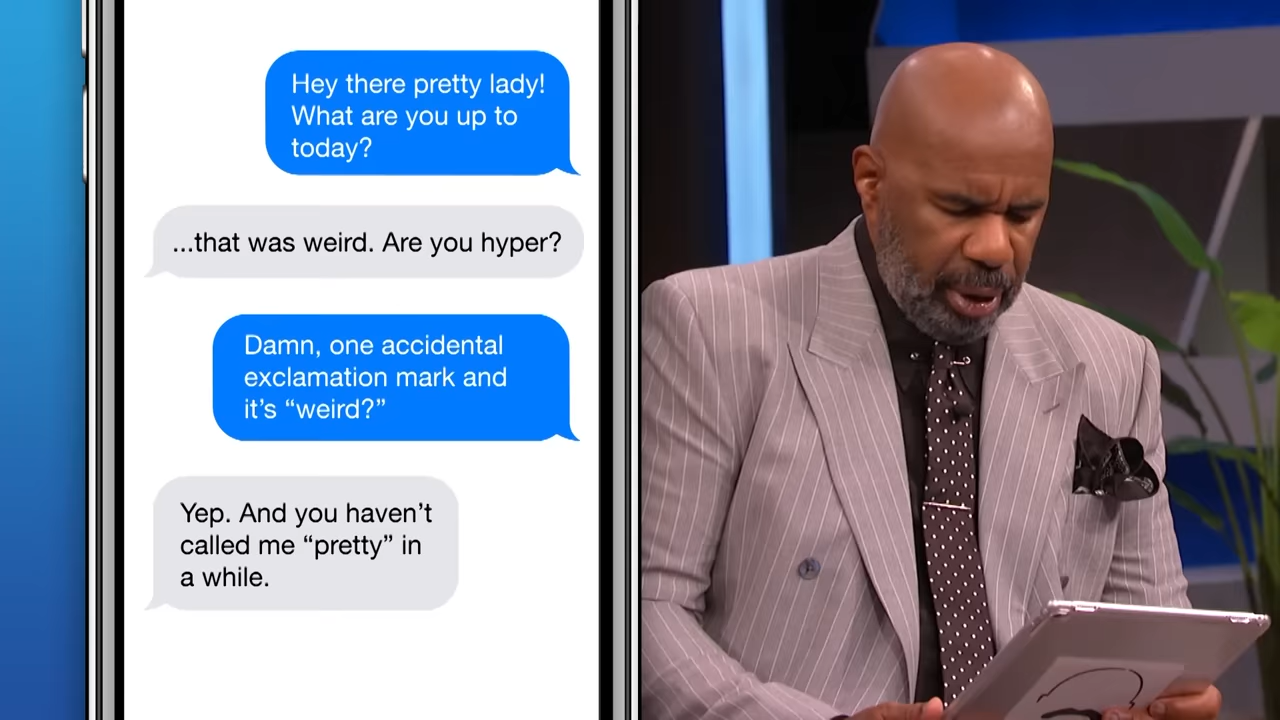 Hey there pretty lady!
What are you up to
today?
...that was weird. Are you hyper?
Damn, one accidental
exclamation mark and
it’s “weird?”
Yep. And you haven’t
called me “pretty” in
a while.